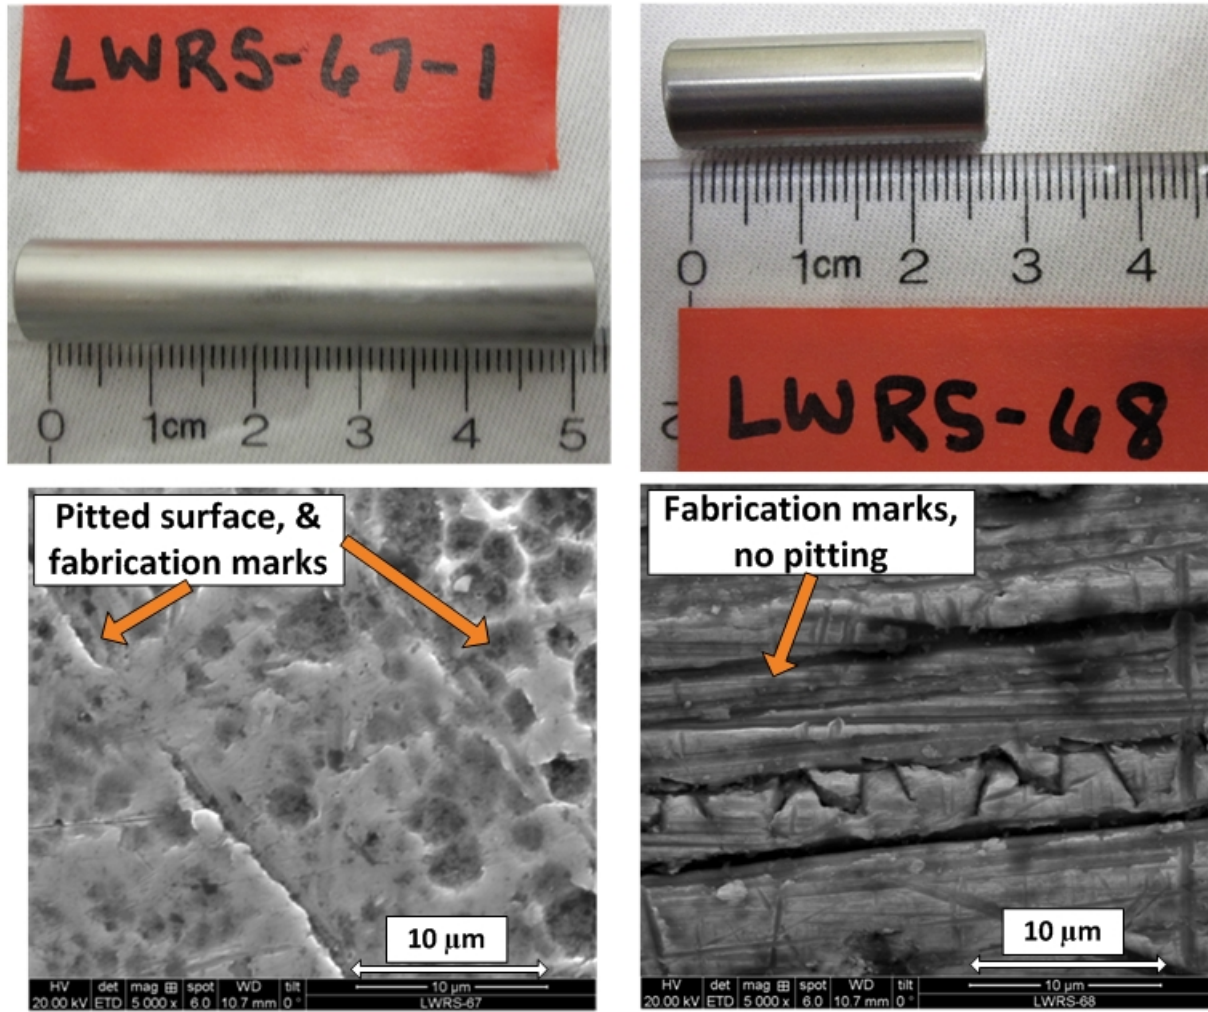 LWRS-67-1
0 1cm 2 3 4 5
0 1cm 2 3 4
LWRS-68
Pitted surface, &
fabrication marks
10 µm
HV det mag ⊞ spot WD tilt
20.00 kV ETD 5 000 x 6.0 10.7 mm 0°
10 µm
LWRS-67
Fabrication marks,
no pitting
10 µm
HV det mag ⊞ spot WD tilt
20.00 kV ETD 5 000 x 6.0 10.7 mm 0°
10 µm
LWRS-68